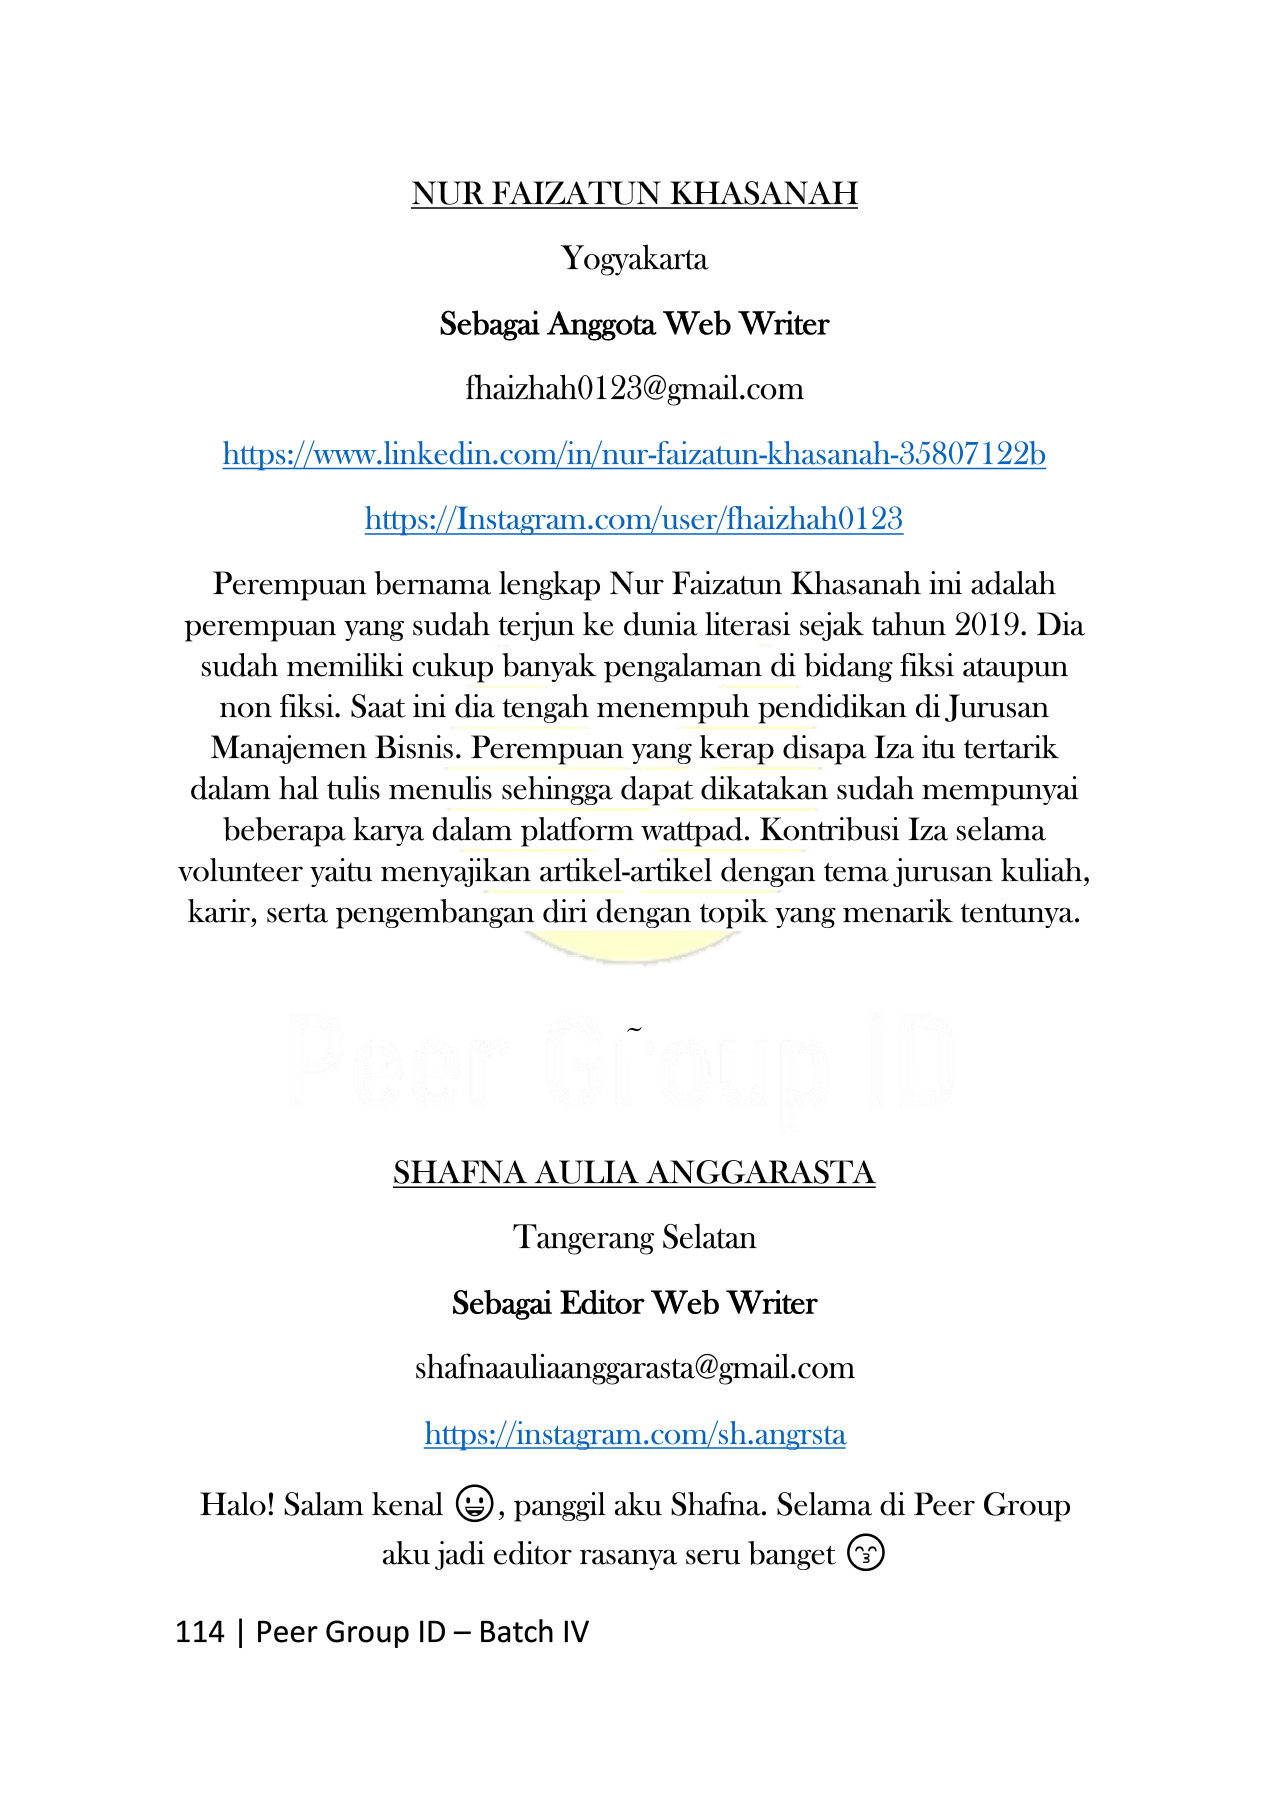 NUR FAIZATUN KHASANAH
Yogyakarta
Sebagai Anggota Web Writer
fhaizhah0123@gmail.com
https://www.linkedin.com/in/nur-faizatun-khasanah-35807122b
https://Instagram.com/user/fhaizhah0123
Perempuan bernama lengkap Nur Faizatun Khasanah ini adalah
perempuan yang sudah terjun ke dunia literasi sejak tahun 2019. Dia
sudah memiliki cukup banyak pengalaman di bidang fiksi ataupun
non fiksi. Saat ini dia tengah menempuh pendidikan di Jurusan
Manajemen Bisnis. Perempuan yang kerap disapa Iza itu tertarik
dalam hal tulis menulis sehingga dapat dikatakan sudah mempunyai
beberapa karya dalam platform wattpad. Kontribusi Iza selama
volunteer yaitu menyajikan artikel-artikel dengan tema jurusan kuliah,
karir, serta pengembangan diri dengan topik yang menarik tentunya.
~
Peer Group ID
SHAFNA AULIA ANGGARASTA
Tangerang Selatan
Sebagai Editor Web Writer
shafnaauliaanggarasta@gmail.com
https://instagram.com/sh.angrsta
Halo! Salam kenal 😀, panggil aku Shafna. Selama di Peer Group
aku jadi editor rasanya seru banget 😙
114 | Peer Group ID – Batch IV